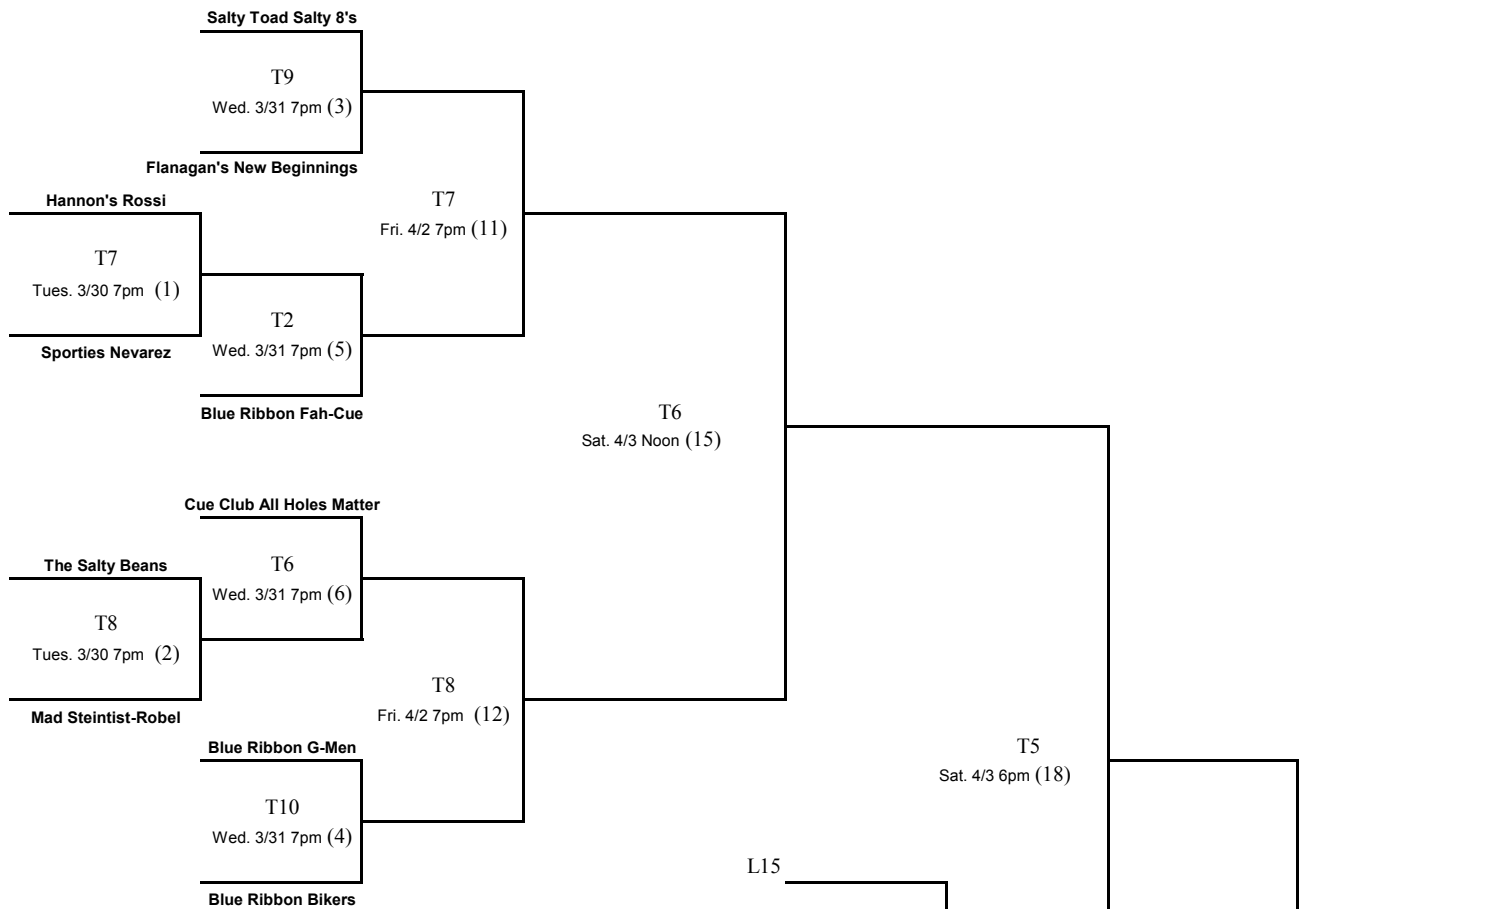 Salty Toad Salty 8's
T9
Wed. 3/31 7pm (3)
Flanagan's New Beginnings
Hannon's Rossi
T7
Fri. 4/2 7pm (11)
T7
Tues. 3/30 7pm (1)
T2
Wed. 3/31 7pm (5)
Sporties Nevarez
Blue Ribbon Fah-Cue
T6
Sat. 4/3 Noon (15)
Cue Club All Holes Matter
T6
Wed. 3/31 7pm (6)
The Salty Beans
T8
Tues. 3/30 7pm (2)
T8
Fri. 4/2 7pm (12)
Mad Steintist-Robel
Blue Ribbon G-Men
T5
Sat. 4/3 6pm (18)
T10
Wed. 3/31 7pm (4)
L15
Blue Ribbon Bikers